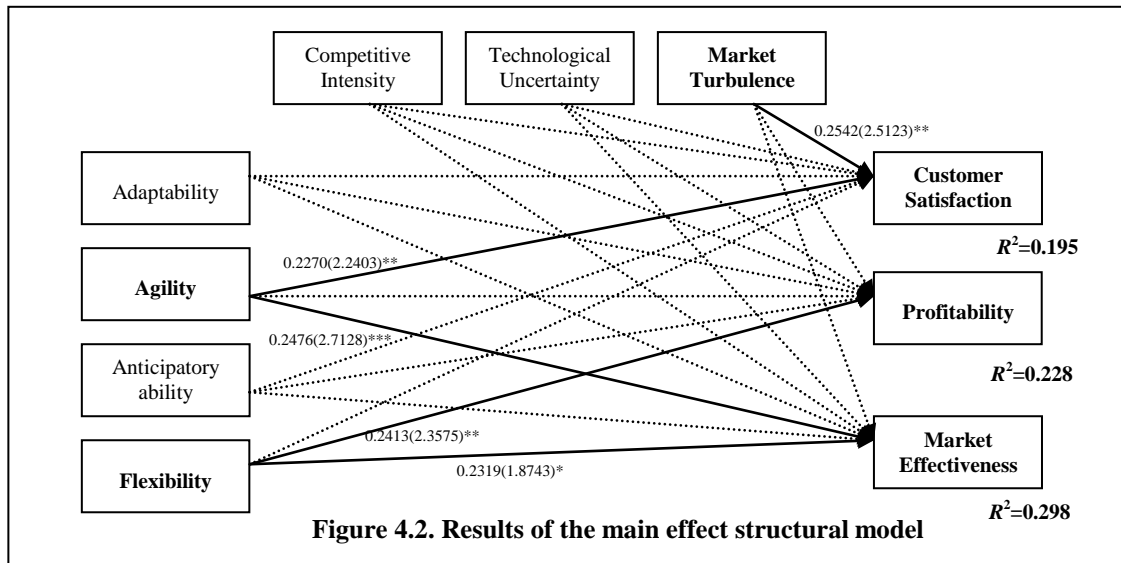 Competitive
Intensity
Technological
Uncertainty
Market
Turbulence
0.2542(2.5123)**
Adaptability
Customer
Satisfaction
R²=0.195
0.2270(2.2403)**
Agility
Profitability
0.2476(2.7128)***
Anticipatory
ability
R²=0.228
0.2413(2.3575)**
Market
Effectiveness
0.2319(1.8743)*
Flexibility
R²=0.298
Figure 4.2. Results of the main effect structural model